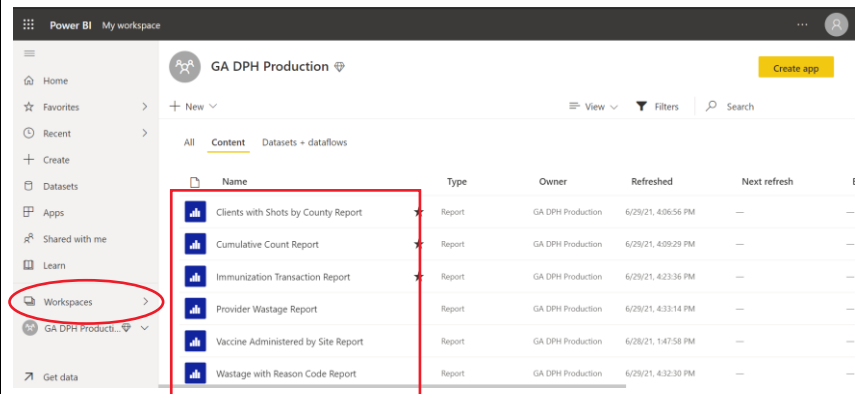 Power BI My workspace
GA DPH Production
Create app
Home
Favorites
Recent
Create
Datasets
Apps
Shared with me
Learn
Workspaces
GA DPH Producti...
Get data
New
View
Filters
Search
All Content Datasets + dataflows
Name Type Owner Refreshed Next refresh E
Clients with Shots by County Report Report GA DPH Production 6/29/21, 4:06:56 PM —
Cumulative Count Report Report GA DPH Production 6/29/21, 4:09:29 PM —
Immunization Transaction Report Report GA DPH Production 6/29/21, 4:23:36 PM —
Provider Wastage Report Report GA DPH Production 6/29/21, 4:33:14 PM —
Vaccine Administered by Site Report Report GA DPH Production 6/28/21, 1:47:58 PM —
Wastage with Reason Code Report Report GA DPH Production 6/29/21, 4:32:30 PM —